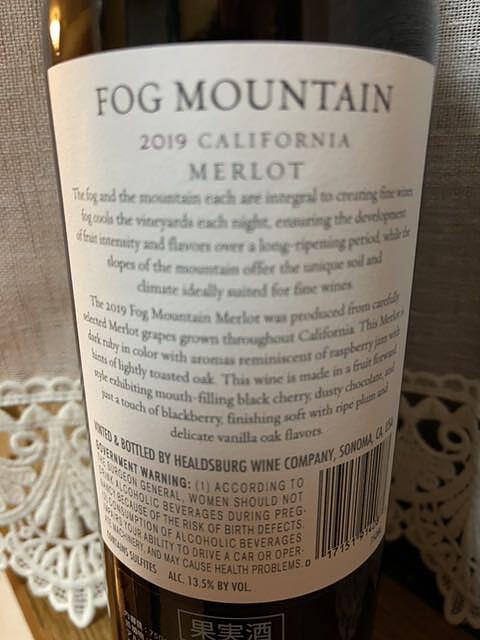 FOG MOUNTAIN
2019 CALIFORNIA
MERLOT
The fog and the mountain each are integral to creating fine wines
fog cools the vineyards each night, ensuring the development
of fruit intensity and flavors over a long-ripening period, while the
slopes of the mountain offer the unique soil and
climate ideally suited for fine wines.
The 2019 Fog Mountain Merlot was produced from carefully
selected Merlot grapes grown throughout California. This Merlot is
dark ruby in color with aromas reminiscent of raspberry jam with
hints of lightly toasted oak. This wine is made in a fruit forward
style exhibiting mouth-filling black cherry, dusty chocolate, and
just a touch of blackberry, finishing soft with ripe plum and
delicate vanilla oak flavors.
VINTED & BOTTLED BY HEALDSBURG WINE COMPANY, SONOMA, CA, USA
GOVERNMENT WARNING: (1) ACCORDING TO
SURGEON GENERAL, WOMEN SHOULD NOT
DRINK ALCOHOLIC BEVERAGES DURING PREG-
NANCY BECAUSE OF THE RISK OF BIRTH DEFECTS.
CONSUMPTION OF ALCOHOLIC BEVERAGES
YOUR ABILITY TO DRIVE A CAR OR OPER-
MACHINERY, AND MAY CAUSE HEALTH PROBLEMS.
CONTAINS SULFITES ALC. 13.5% BY VOL.
果実酒